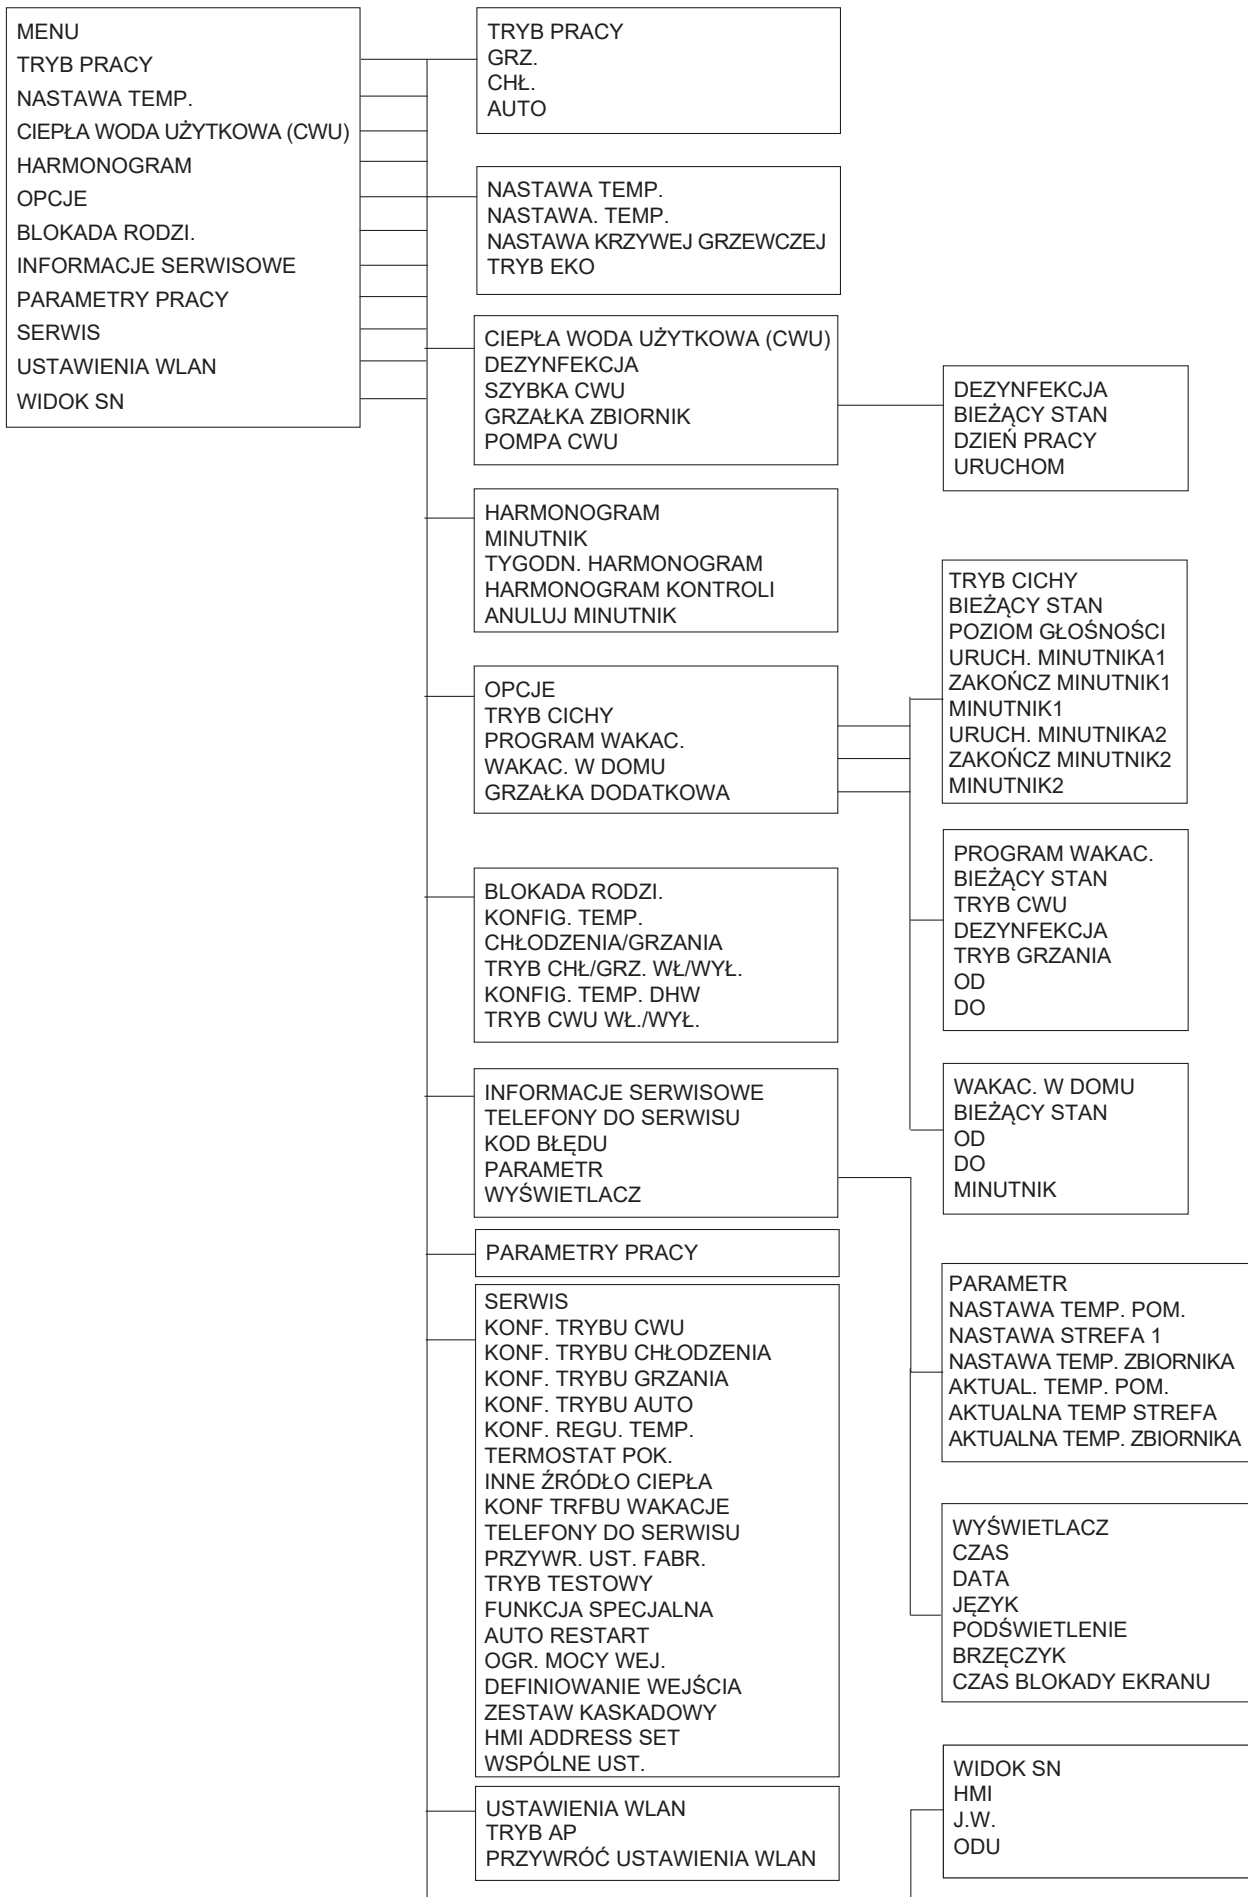 MENU
TRYB PRACY
NASTAWA TEMP.
CIEPŁA WODA UŻYTKOWA (CWU)
HARMONOGRAM
OPCJE
BLOKADA RODZI.
INFORMACJE SERWISOWE
PARAMETRY PRACY
SERWIS
USTAWIENIA WLAN
WIDOK SN
TRYB PRACY
GRZ.
CHŁ.
AUTO
NASTAWA TEMP.
NASTAWA. TEMP.
NASTAWA KRZYWEJ GRZEWCZEJ
TRYB EKO
CIEPŁA WODA UŻYTKOWA (CWU)
DEZYNFEKCJA
SZYBKA CWU
GRZAŁKA ZBIORNIK
POMPA CWU
DEZYNFEKCJA
BIEŻĄCY STAN
DZIEŃ PRACY
URUCHOM
HARMONOGRAM
MINUTNIK
TYGODN. HARMONOGRAM
HARMONOGRAM KONTROLI
ANULUJ MINUTNIK
OPCJE
TRYB CICHY
PROGRAM WAKAC.
WAKAC. W DOMU
GRZAŁKA DODATKOWA
TRYB CICHY
BIEŻĄCY STAN
POZIOM GŁOŚNOŚCI
URUCH. MINUTNIKA1
ZAKOŃCZ MINUTNIK1
MINUTNIK1
URUCH. MINUTNIKA2
ZAKOŃCZ MINUTNIK2
MINUTNIK2
PROGRAM WAKAC.
BIEŻĄCY STAN
TRYB CWU
DEZYNFEKCJA
TRYB GRZANIA
OD
DO
WAKAC. W DOMU
BIEŻĄCY STAN
OD
DO
MINUTNIK
BLOKADA RODZI.
KONFIG. TEMP.
CHŁODZENIA/GRZANIA
TRYB CHŁ/GRZ. WŁ/WYŁ.
KONFIG. TEMP. DHW
TRYB CWU WŁ./WYŁ.
INFORMACJE SERWISOWE
TELEFONY DO SERWISU
KOD BŁĘDU
PARAMETR
WYŚWIETLACZ
PARAMETR
NASTAWA TEMP. POM.
NASTAWA STREFA 1
NASTAWA TEMP. ZBIORNIKA
AKTUAL. TEMP. POM.
AKTUALNA TEMP STREFA
AKTUALNA TEMP. ZBIORNIKA
WYŚWIETLACZ
CZAS
DATA
JĘZYK
PODŚWIETLENIE
BRZĘCZYK
CZAS BLOKADY EKRANU
PARAMETRY PRACY
SERWIS
KONF. TRYBU CWU
KONF. TRYBU CHŁODZENIA
KONF. TRYBU GRZANIA
KONF. TRYBU AUTO
KONF. REGU. TEMP.
TERMOSTAT POK.
INNE ŹRÓDŁO CIEPŁA
KONF TRFBU WAKACJE
TELEFONY DO SERWISU
PRZYWR. UST. FABR.
TRYB TESTOWY
FUNKCJA SPECJALNA
AUTO RESTART
OGR. MOCY WEJ.
DEFINIOWANIE WEJŚCIA
ZESTAW KASKADOWY
HMI ADDRESS SET
WSPÓLNE UST.
USTAWIENIA WLAN
TRYB AP
PRZYWRÓĆ USTAWIENIA WLAN
WIDOK SN
HMI
J.W.
ODU